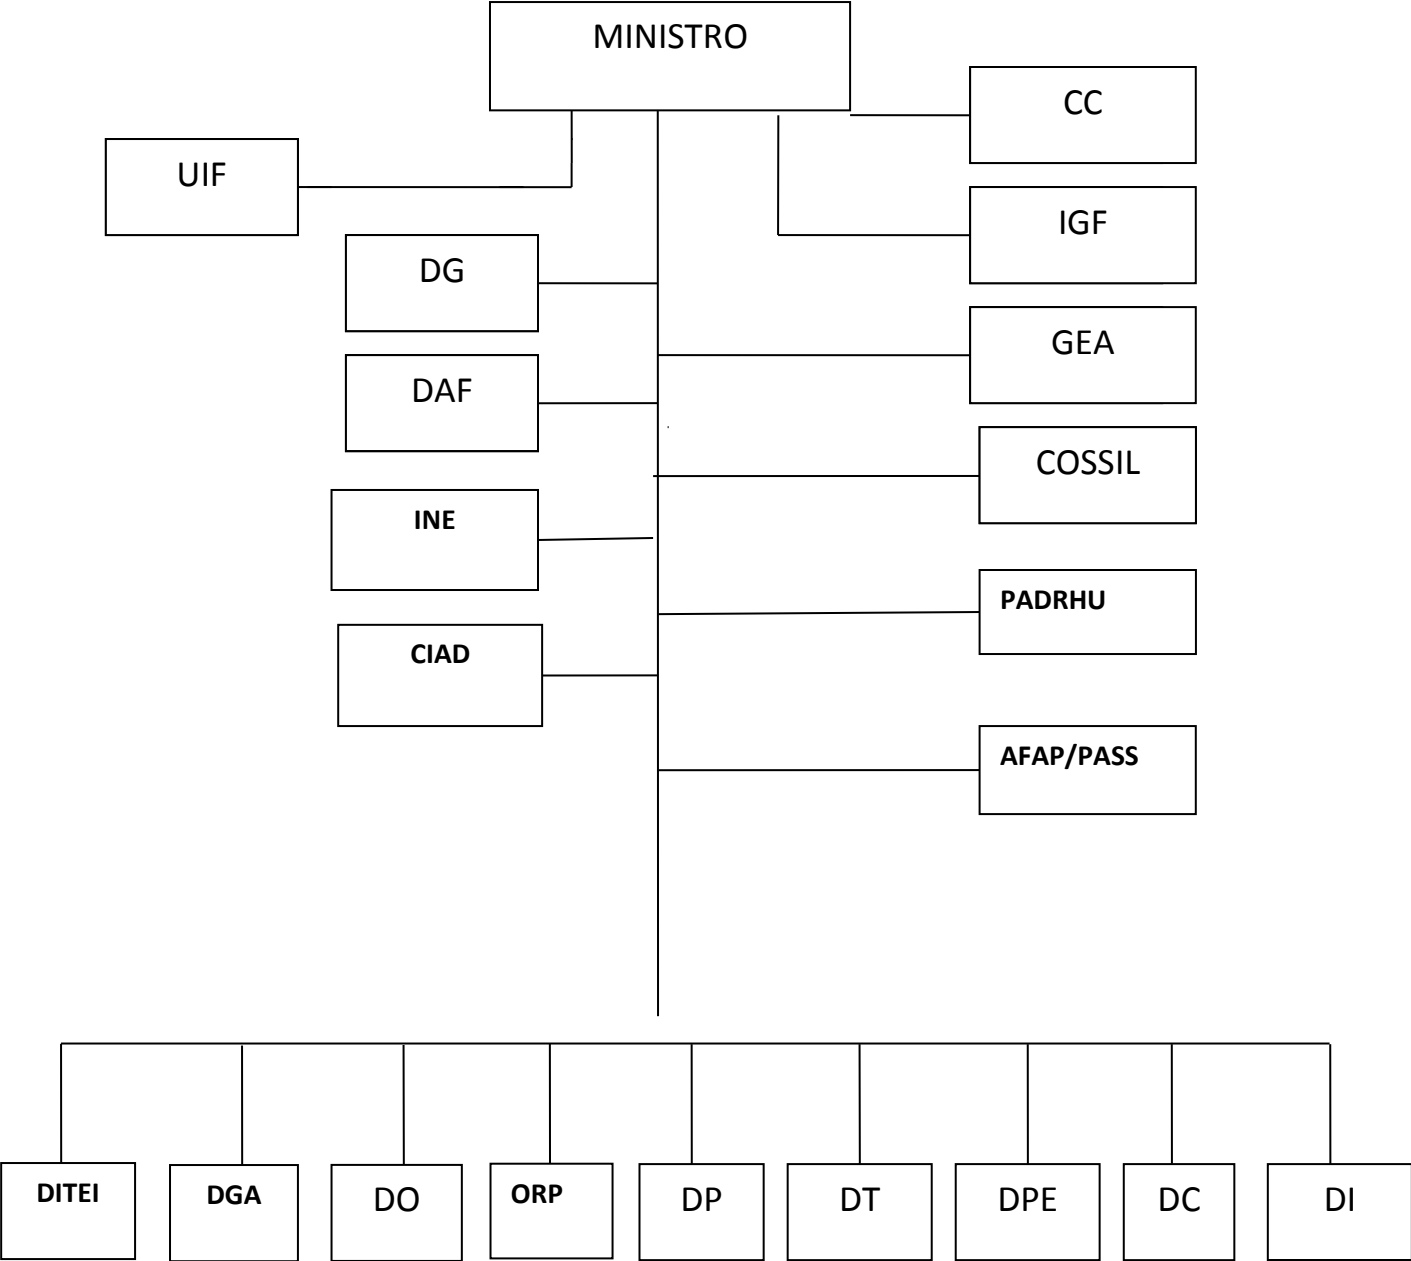 MINISTRO
CC
UIF
IGF
DG
GEA
DAF
COSSIL
INE
PADRHU
CIAD
AFAP/PASS
DITEI
DGA
DO
ORP
DP
DT
DPE
DC
DI